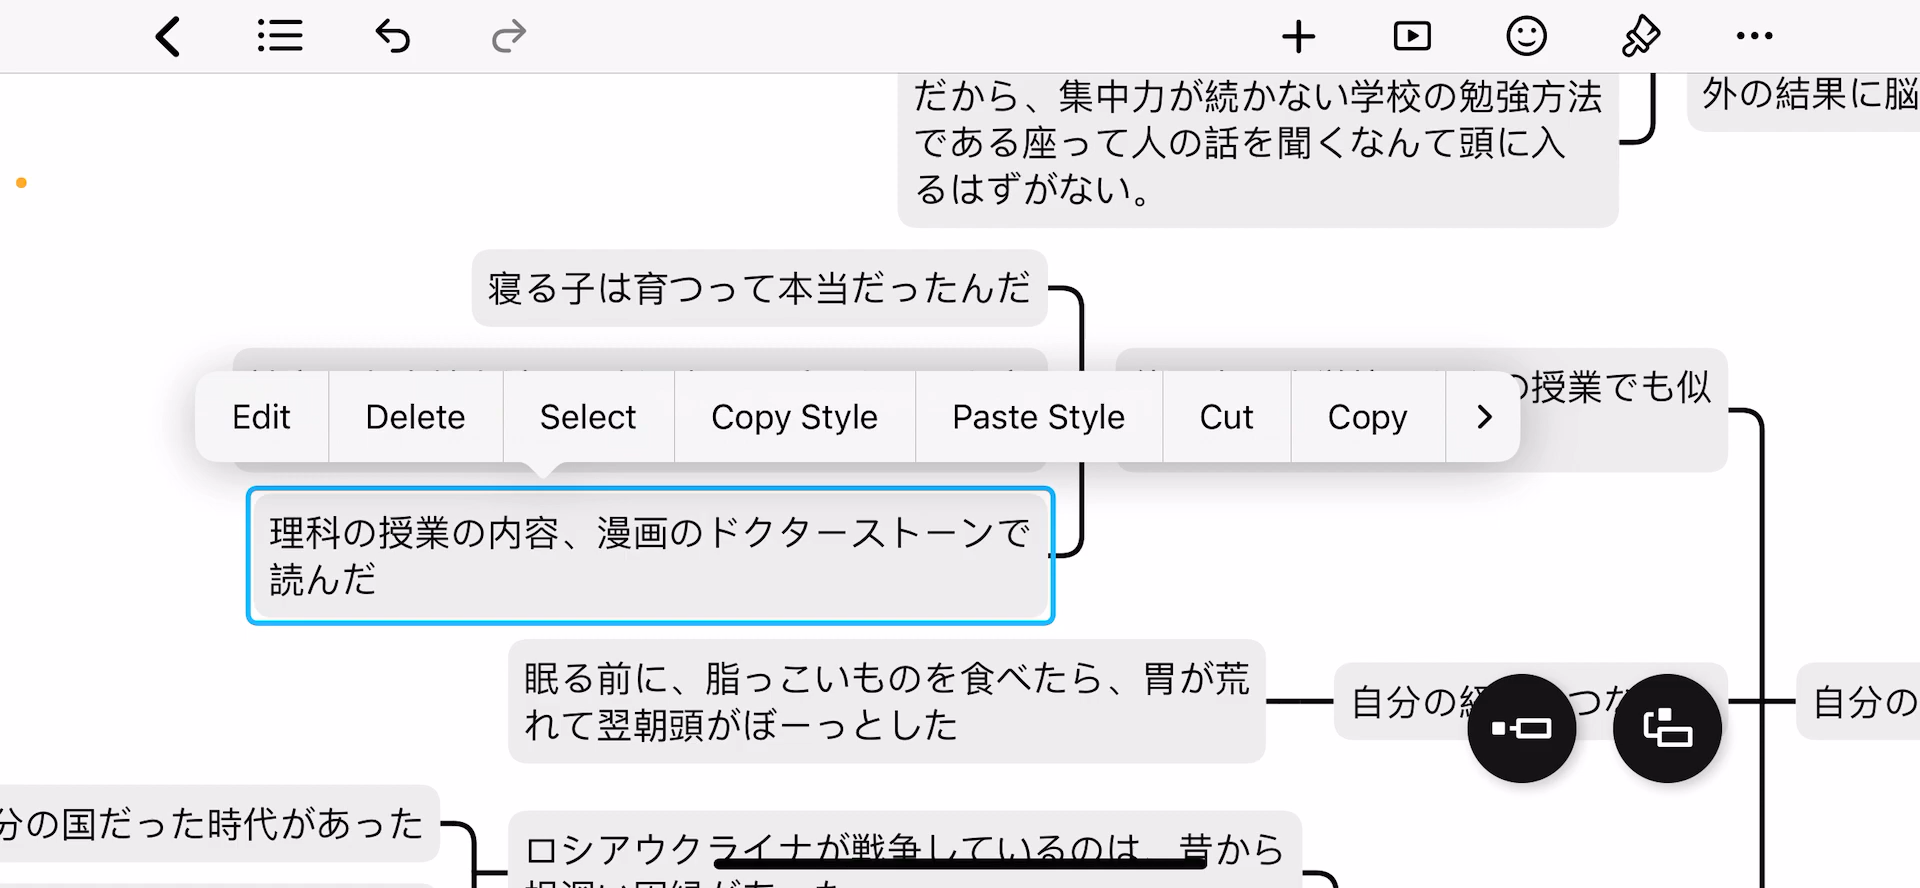 だから、集中力が続かない学校の勉強方法
である座って人の話を聞くなんて頭に入
るはずがない。
外の結果に脳
寝る子は育つって本当だったんだ
の授業でも似
Edit
Delete
Select
Copy Style
Paste Style
Cut
Copy
理科の授業の内容、漫画のドクターストーンで
読んだ
眠る前に、脂っこいものを食べたら、胃が荒
れて翌朝頭がぼーっとした
自分の経
つな
自分の
分の国だった時代があった
ロシアウクライナが戦争しているのは、昔から